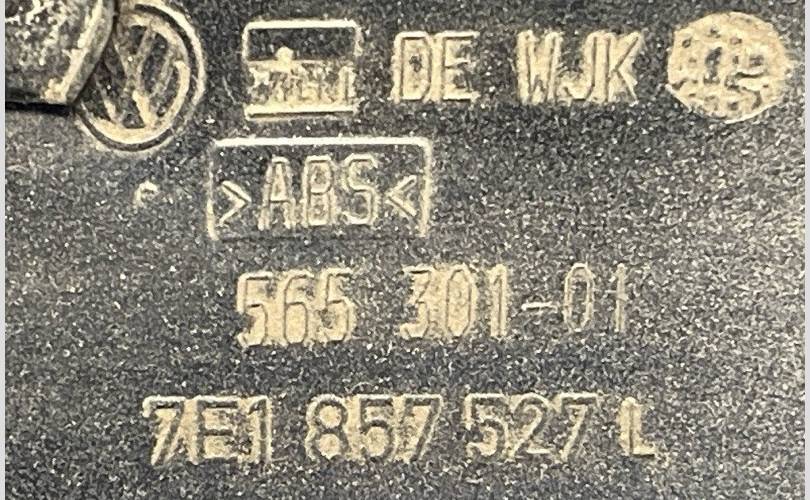 DE WJK
>ABS<
565 301-01
7E1 857 527 L